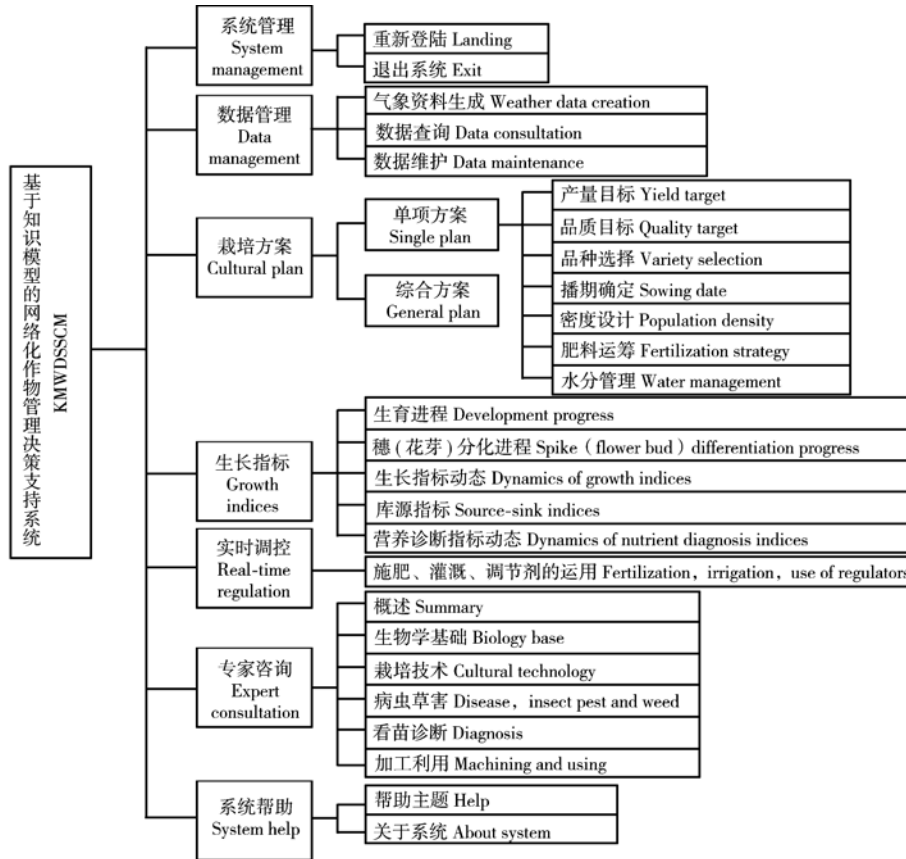 基于知识模型的网络化作物管理决策支持系统
KMWDSSCM
系统管理
System
management
重新登陆 Landing
退出系统 Exit
数据管理
Data
management
气象资料生成 Weather data creation
数据查询 Data consultation
数据维护 Data maintenance
栽培方案
Cultural plan
单项方案
Single plan
产量目标 Yield target
品质目标 Quality target
品种选择 Variety selection
播期确定 Sowing date
密度设计 Population density
肥料运筹 Fertilization strategy
水分管理 Water management
综合方案
General plan
生长指标
Growth
indices
生育进程 Development progress
穗(花芽)分化进程 Spike（flower bud）differentiation progress
生长指标动态 Dynamics of growth indices
库源指标 Source-sink indices
营养诊断指标动态 Dynamics of nutrient diagnosis indices
实时调控
Real-time
regulation
施肥、灌溉、调节剂的运用 Fertilization，irrigation，use of regulators
专家咨询
Expert
consultation
概述 Summary
生物学基础 Biology base
栽培技术 Cultural technology
病虫草害 Disease，insect pest and weed
看苗诊断 Diagnosis
加工利用 Machining and using
系统帮助
System help
帮助主题 Help
关于系统 About system